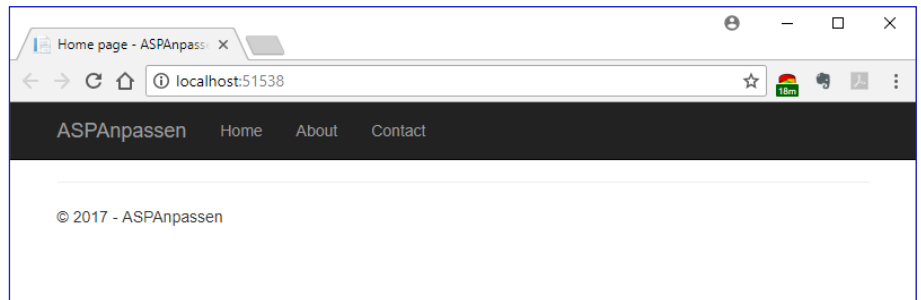 Home page - ASPAnpass
localhost:51538
18m
ASPAnpassen Home About Contact
© 2017 - ASPAnpassen